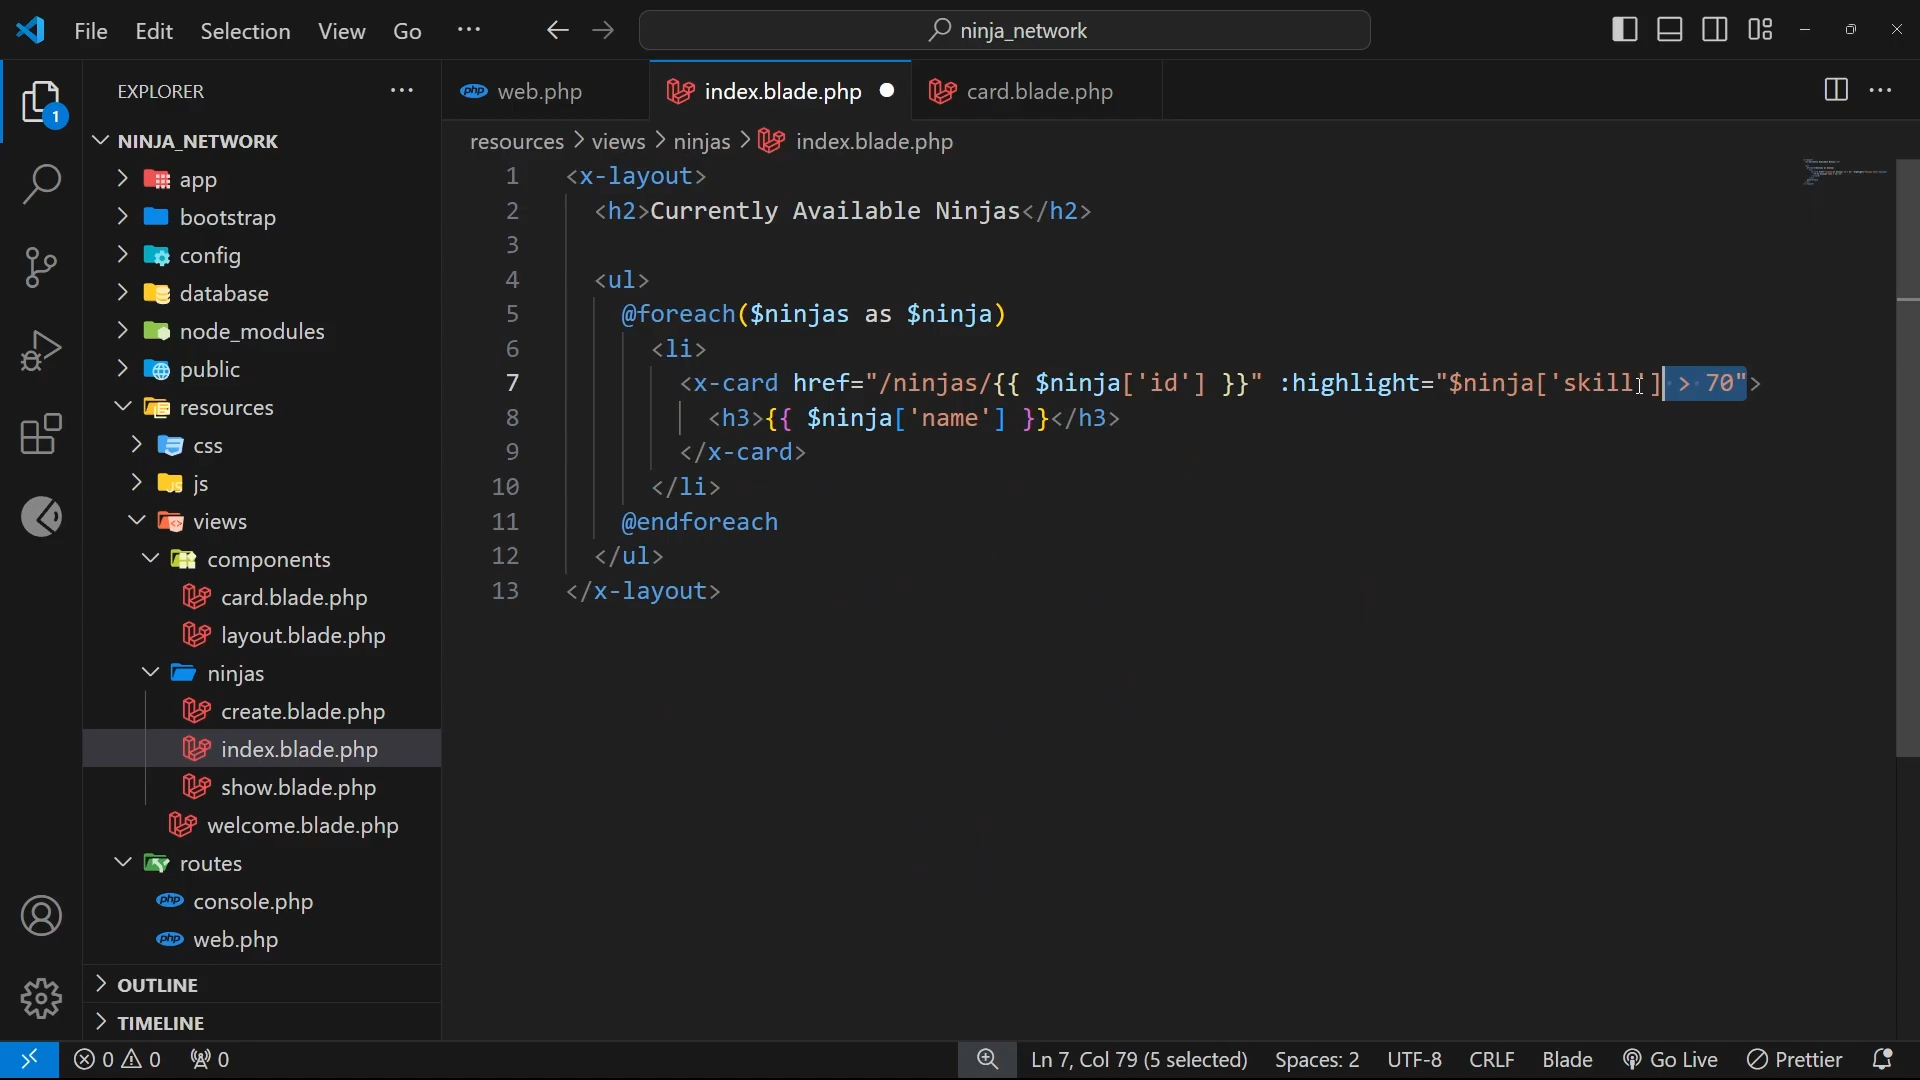 File Edit Selection View Go ··· ninja_network
EXPLORER ···
NINJA_NETWORK
app
bootstrap
config
database
node_modules
public
resources
css
js
views
components
card.blade.php
layout.blade.php
ninjas
create.blade.php
index.blade.php
show.blade.php
welcome.blade.php
routes
php console.php
php web.php
OUTLINE
TIMELINE
1
php web.php index.blade.php card.blade.php
resources > views > ninjas > index.blade.php
1 <x-layout>
2 <h2>Currently Available Ninjas</h2>
3
4 <ul>
5 @foreach($ninjas as $ninja)
6 <li>
7 <x-card href="/ninjas/{{ $ninja['id'] }}" :highlight="$ninja['skill'] > 70">
8 <h3>{{ $ninja['name'] }}</h3>
9 </x-card>
10 </li>
11 @endforeach
12 </ul>
13 </x-layout>
0 0 0 Ln 7, Col 79 (5 selected) Spaces: 2 UTF-8 CRLF Blade Go Live Prettier